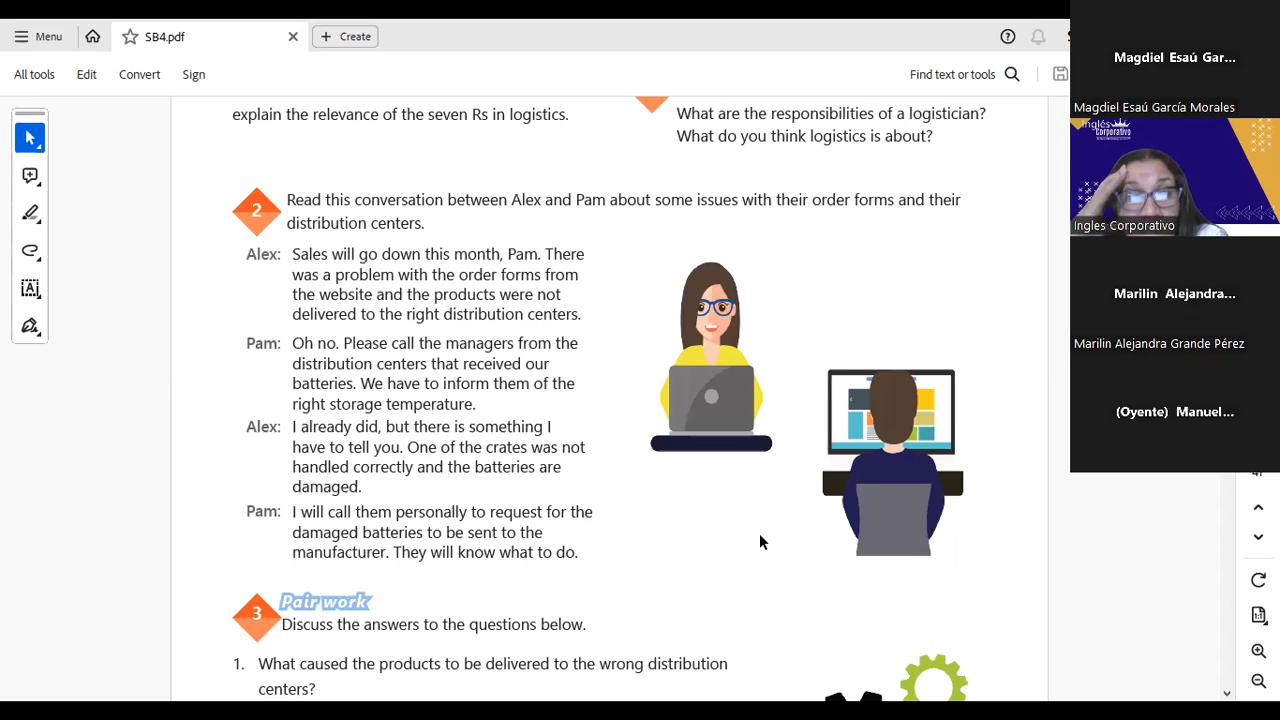 Menu
SB4.pdf
Create
All tools
Edit
Convert
Sign
Find text or tools
explain the relevance of the seven Rs in logistics.
What are the responsibilities of a logistician?
What do you think logistics is about?
2
Read this conversation between Alex and Pam about some issues with their order forms and their
distribution centers.
Alex: Sales will go down this month, Pam. There
was a problem with the order forms from
the website and the products were not
delivered to the right distribution centers.
Pam: Oh no. Please call the managers from the
distribution centers that received our
batteries. We have to inform them of the
right storage temperature.
Alex: I already did, but there is something I
have to tell you. One of the crates was not
handled correctly and the batteries are
damaged.
Pam: I will call them personally to request for the
damaged batteries to be sent to the
manufacturer. They will know what to do.
3
Pair work
Discuss the answers to the questions below.
1. What caused the products to be delivered to the wrong distribution
centers?
Magdiel Esaú Gar...
Magdiel Esaú García Morales
Inglés
Corporativo
Ingles Corporativo
Marilin Alejandra...
Marilin Alejandra Grande Pérez
(Oyente) Manuel...